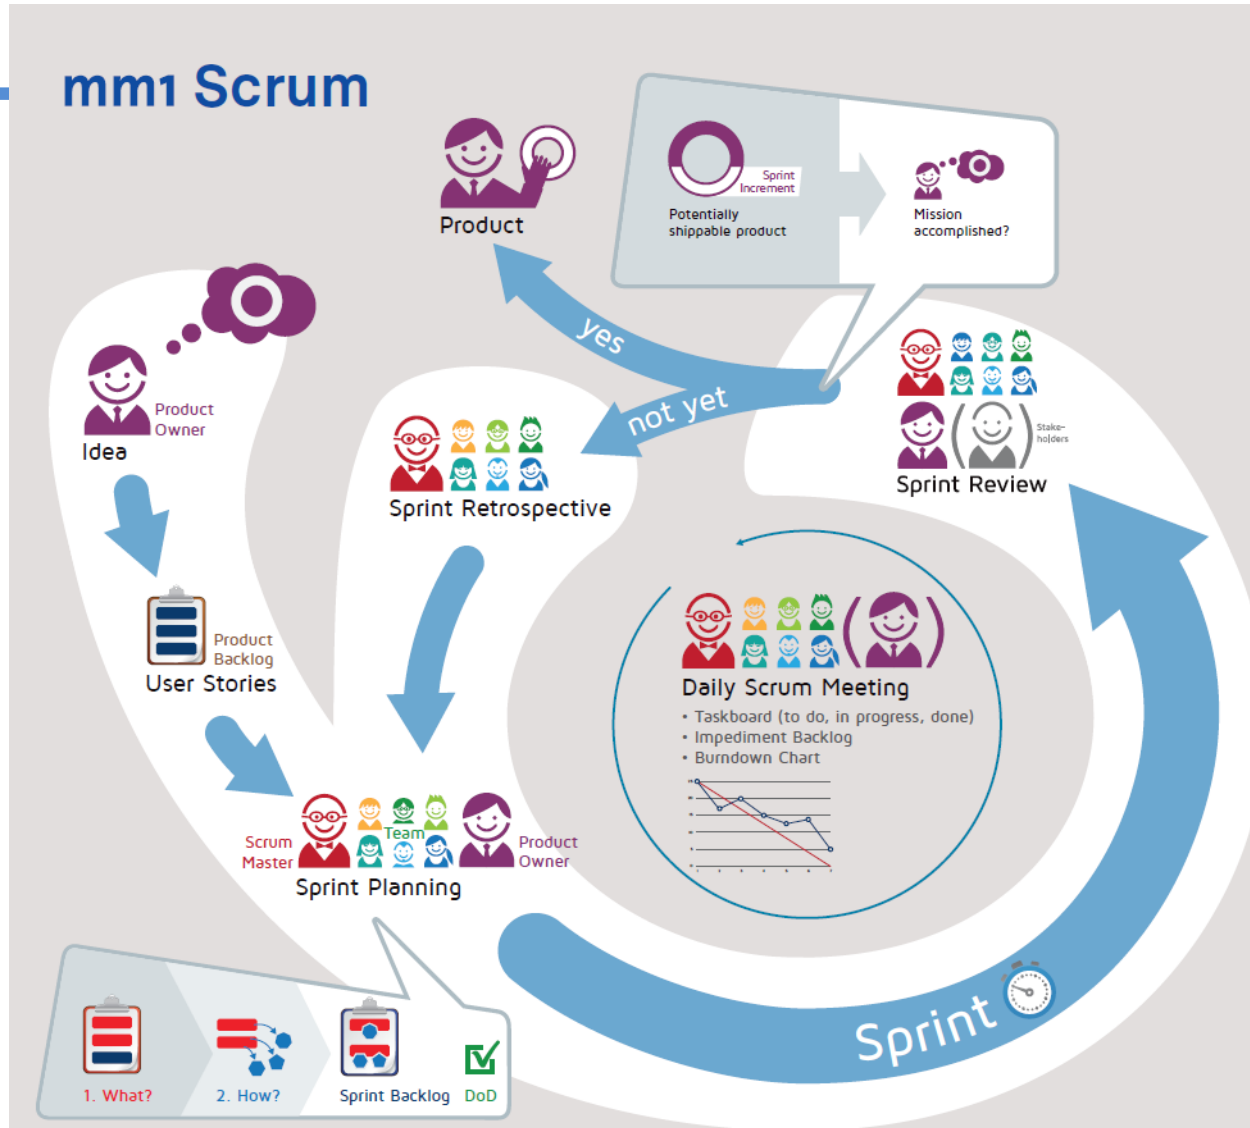 mm1 Scrum
Product
Sprint
Increment
Potentially
shippable product
Mission
accomplished?
yes
not yet
Product
Owner
Idea
Sprint Retrospective
Stake-
holders
Sprint Review
Product
Backlog
User Stories
Daily Scrum Meeting
• Taskboard (to do, in progress, done)
• Impediment Backlog
• Burndown Chart
Scrum
Master
Team
Product
Owner
Sprint Planning
Sprint
1. What?
2. How?
Sprint Backlog
DoD